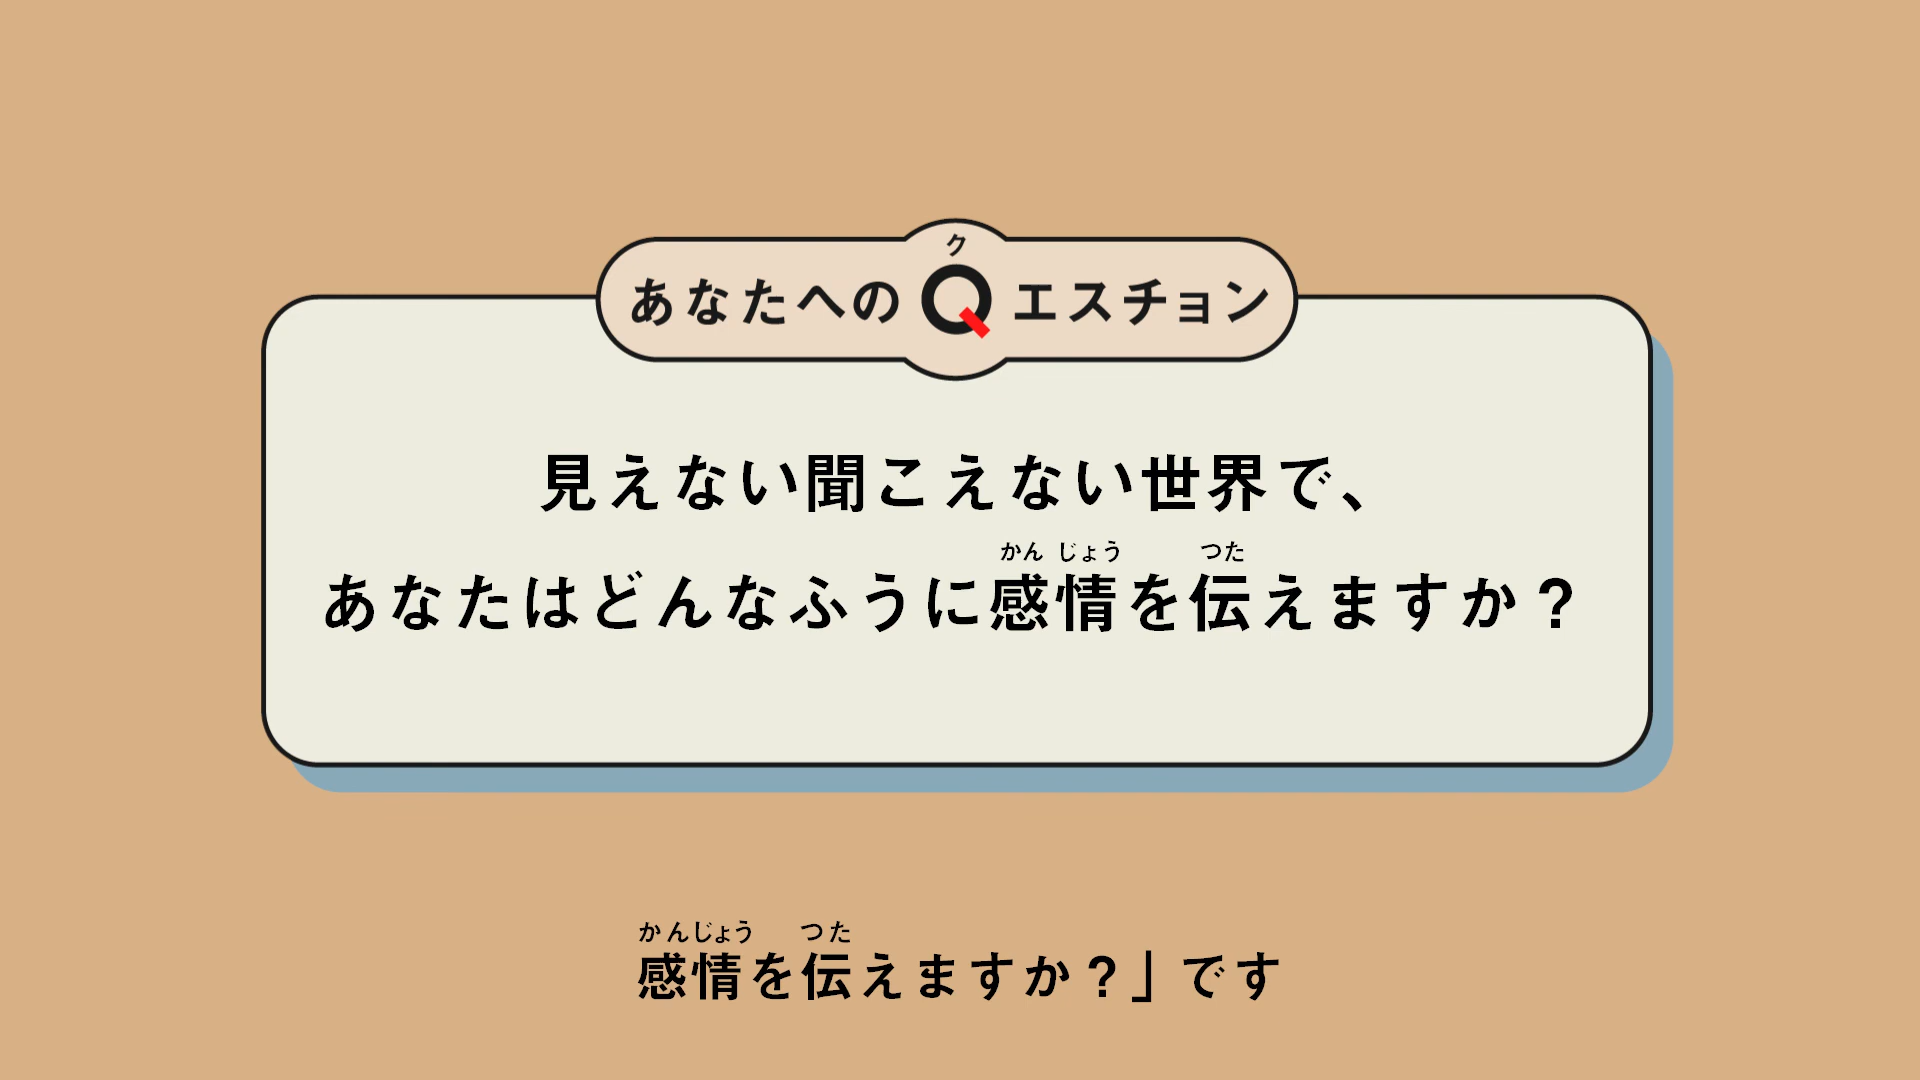 ク
あなたへのQエスチョン
見えない聞こえない世界で、
かんじょう つた
あなたはどんなふうに感情を伝えますか？
かんじょう つた
感情を伝えますか？」です